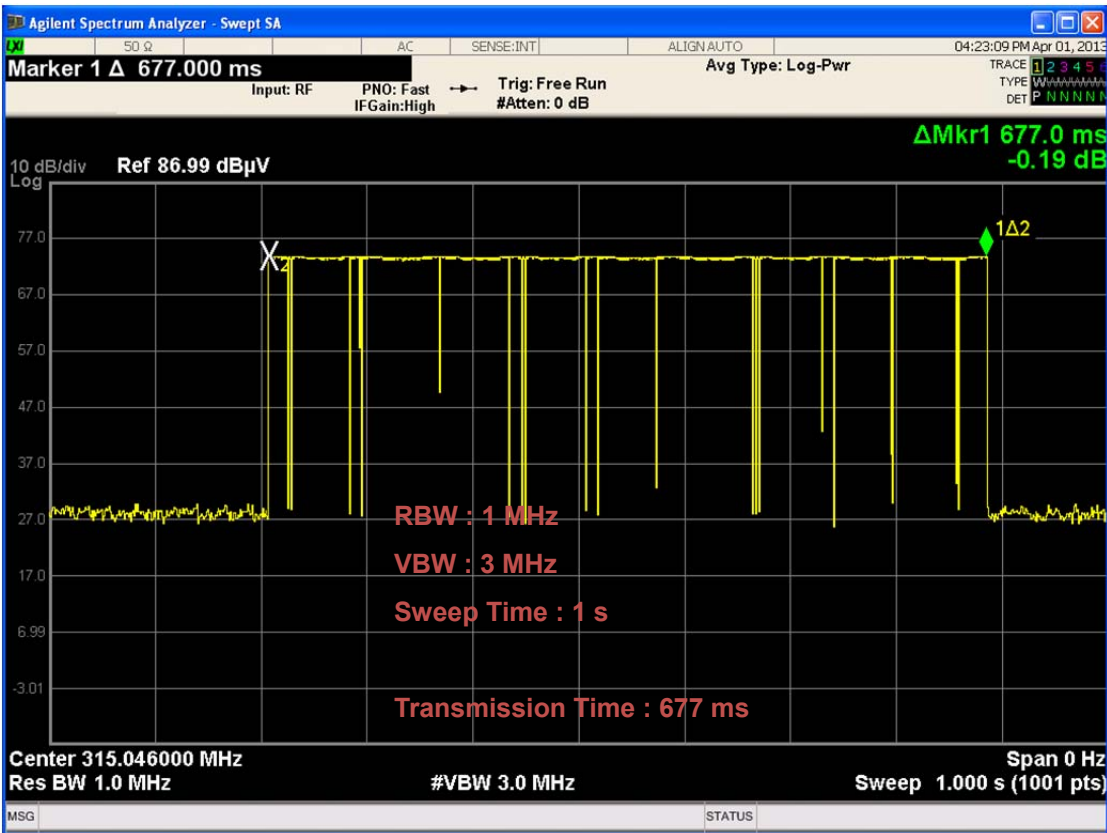 Agilent Spectrum Analyzer - Swept SA
LXI 50 Ω AC SENSE:INT ALIGN AUTO 04:23:09 PM Apr 01, 2013
Marker 1 Δ 677.000 ms
Input: RF PNO: Fast Trig: Free Run Avg Type: Log-Pwr TRACE 1 2 3 4 5 6
IFGain:High #Atten: 0 dB TYPE
DET P N N N N N
ΔMkr1 677.0 ms
-0.19 dB
10 dB/div Ref 86.99 dBµV
Log
1Δ2
77.0
X2
67.0
57.0
47.0
37.0
27.0
RBW : 1 MHz
VBW : 3 MHz
17.0
Sweep Time : 1 s
6.99
-3.01
Transmission Time : 677 ms
Center 315.046000 MHz Span 0 Hz
Res BW 1.0 MHz #VBW 3.0 MHz Sweep 1.000 s (1001 pts)
MSG STATUS